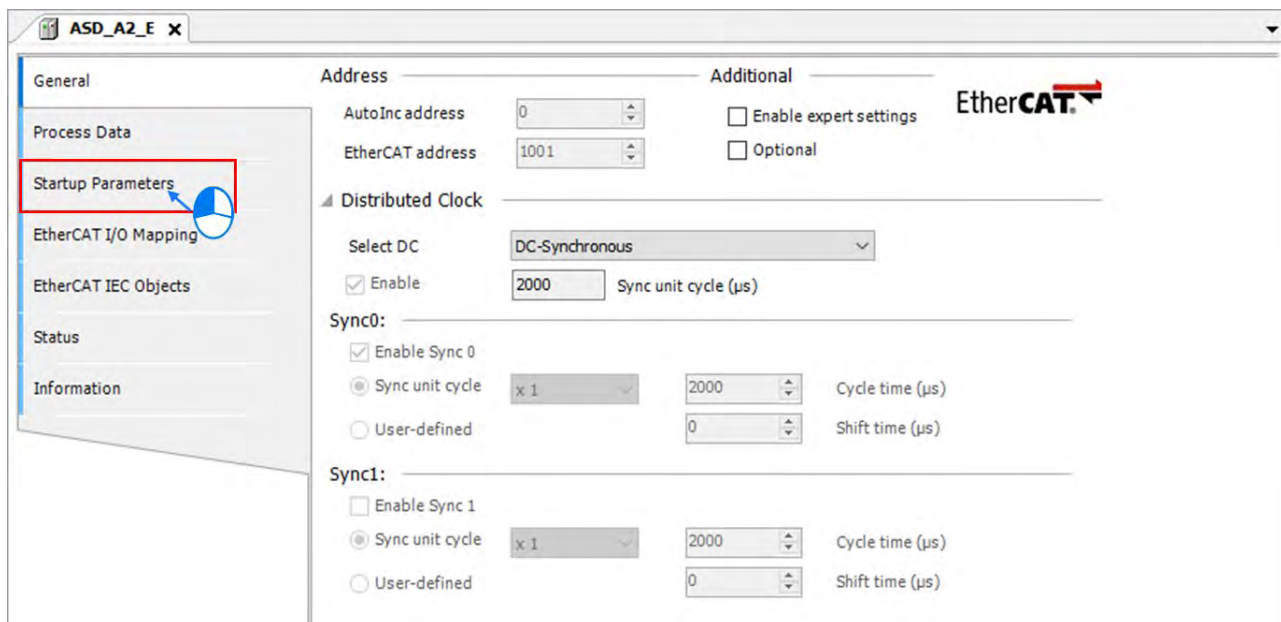 ASD_A2_E
General
Process Data
Startup Parameters
EtherCAT I/O Mapping
EtherCAT IEC Objects
Status
Information
Address
AutoInc address 0
EtherCAT address 1001
Additional
Enable expert settings
Optional
EtherCAT.
Distributed Clock
Select DC DC-Synchronous
Enable 2000 Sync unit cycle (µs)
Sync0:
Enable Sync 0
Sync unit cycle x 1 2000 Cycle time (µs)
User-defined 0 Shift time (µs)
Sync1:
Enable Sync 1
Sync unit cycle x 1 2000 Cycle time (µs)
User-defined 0 Shift time (µs)